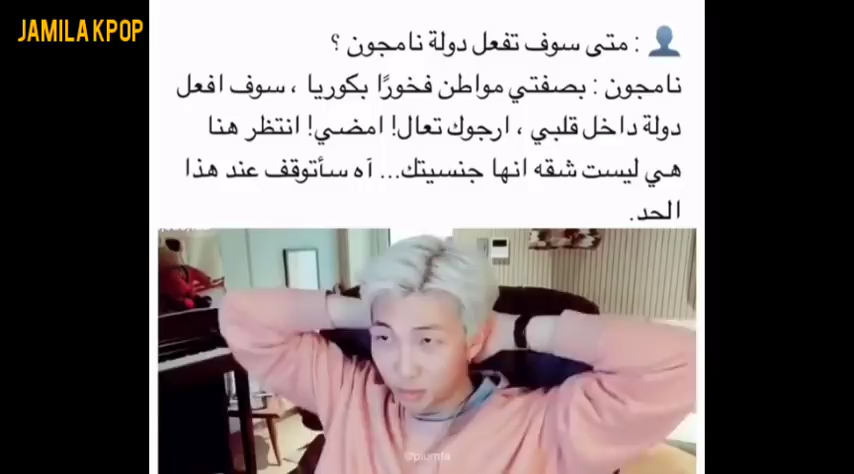 JAMILA KPOP
: متى سوف تفعل دولة نامجون ؟
نامجون : بصفتي مواطن فخورًا بكوريا ، سوف افعل
دولة داخل قلبي ، ارجوك تعال! امضي! انتظر هنا
هي ليست شقه انها جنسيتك... آه سأتوقف عند هذا
الحد.
@piumfa